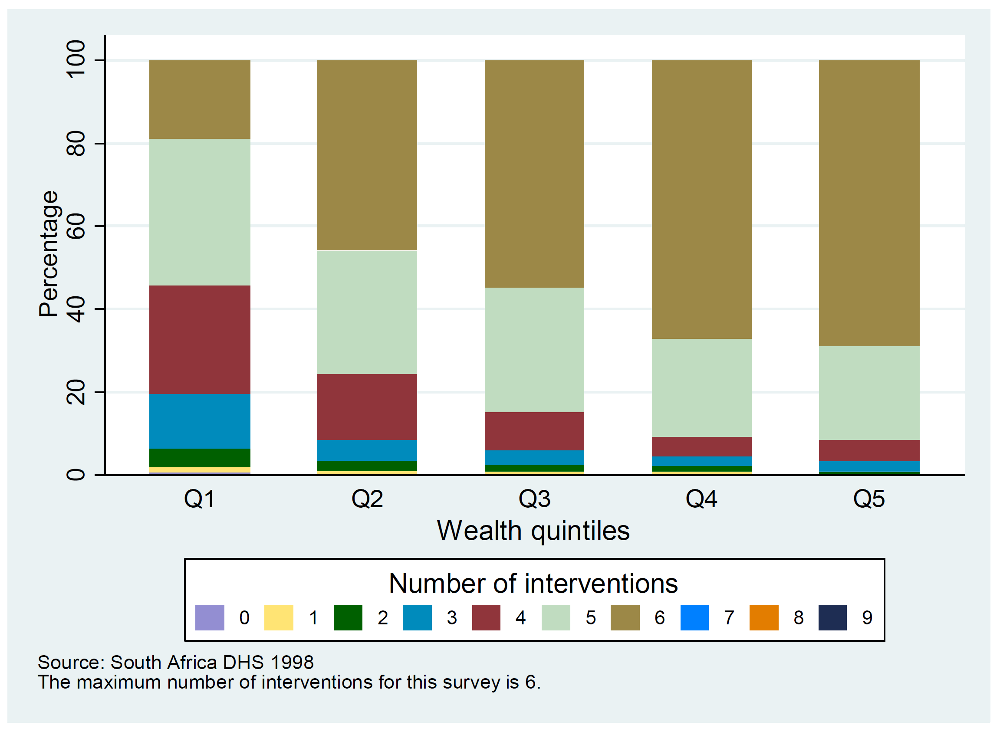 100
80
60
40
20
0
Percentage
Q1 Q2 Q3 Q4 Q5
Wealth quintiles
Number of interventions
0 1 2 3 4 5 6 7 8 9
Source: South Africa DHS 1998
The maximum number of interventions for this survey is 6.